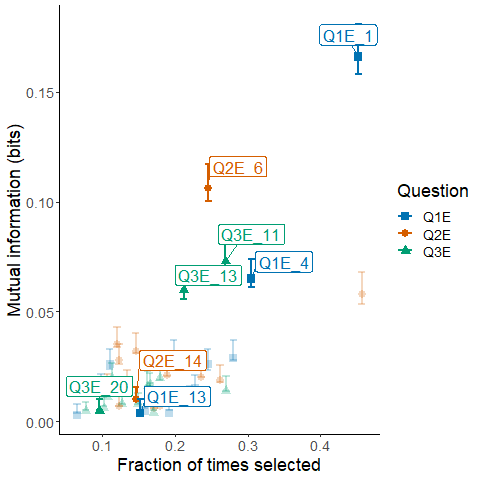 Q1E_1
0.15
Q2E_6
Question
Mutual information (bits)
0.10
Q1E
Q3E_11
Q2E
Q1E_4
Q3E
Q3E_13
0.05
Q2E_14
Q3E_20
Q1E_13
0.00
0.1 0.2 0.3 0.4
Fraction of times selected